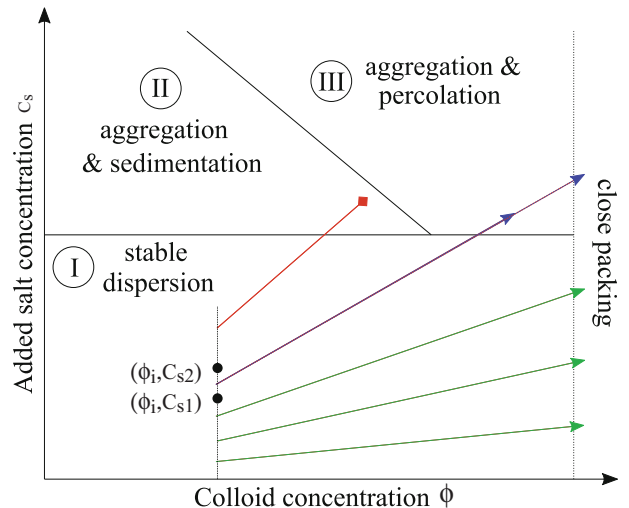 II
aggregation
& sedimentation
III
aggregation &
percolation
I
stable
dispersion
(ϕi,Cs2)
(ϕi,Cs1)
close packing
Added salt concentration cs
Colloid concentration ϕ